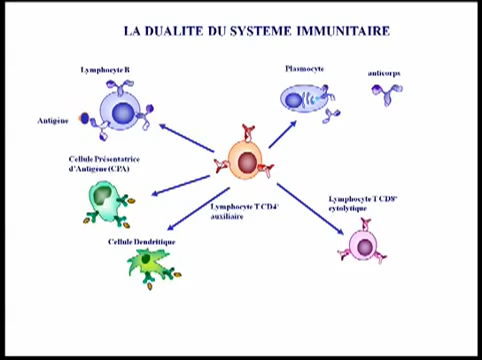 LA DUALITE DU SYSTEME IMMUNITAIRE
Lymphocyte B
Plasmocyte
anticorps
Antigène
Cellule Présentatrice
d'Antigène (CPA)
Lymphocyte T CD4+
auxiliaire
Lymphocyte T CD8+
cytolytique
Cellule Dendritique